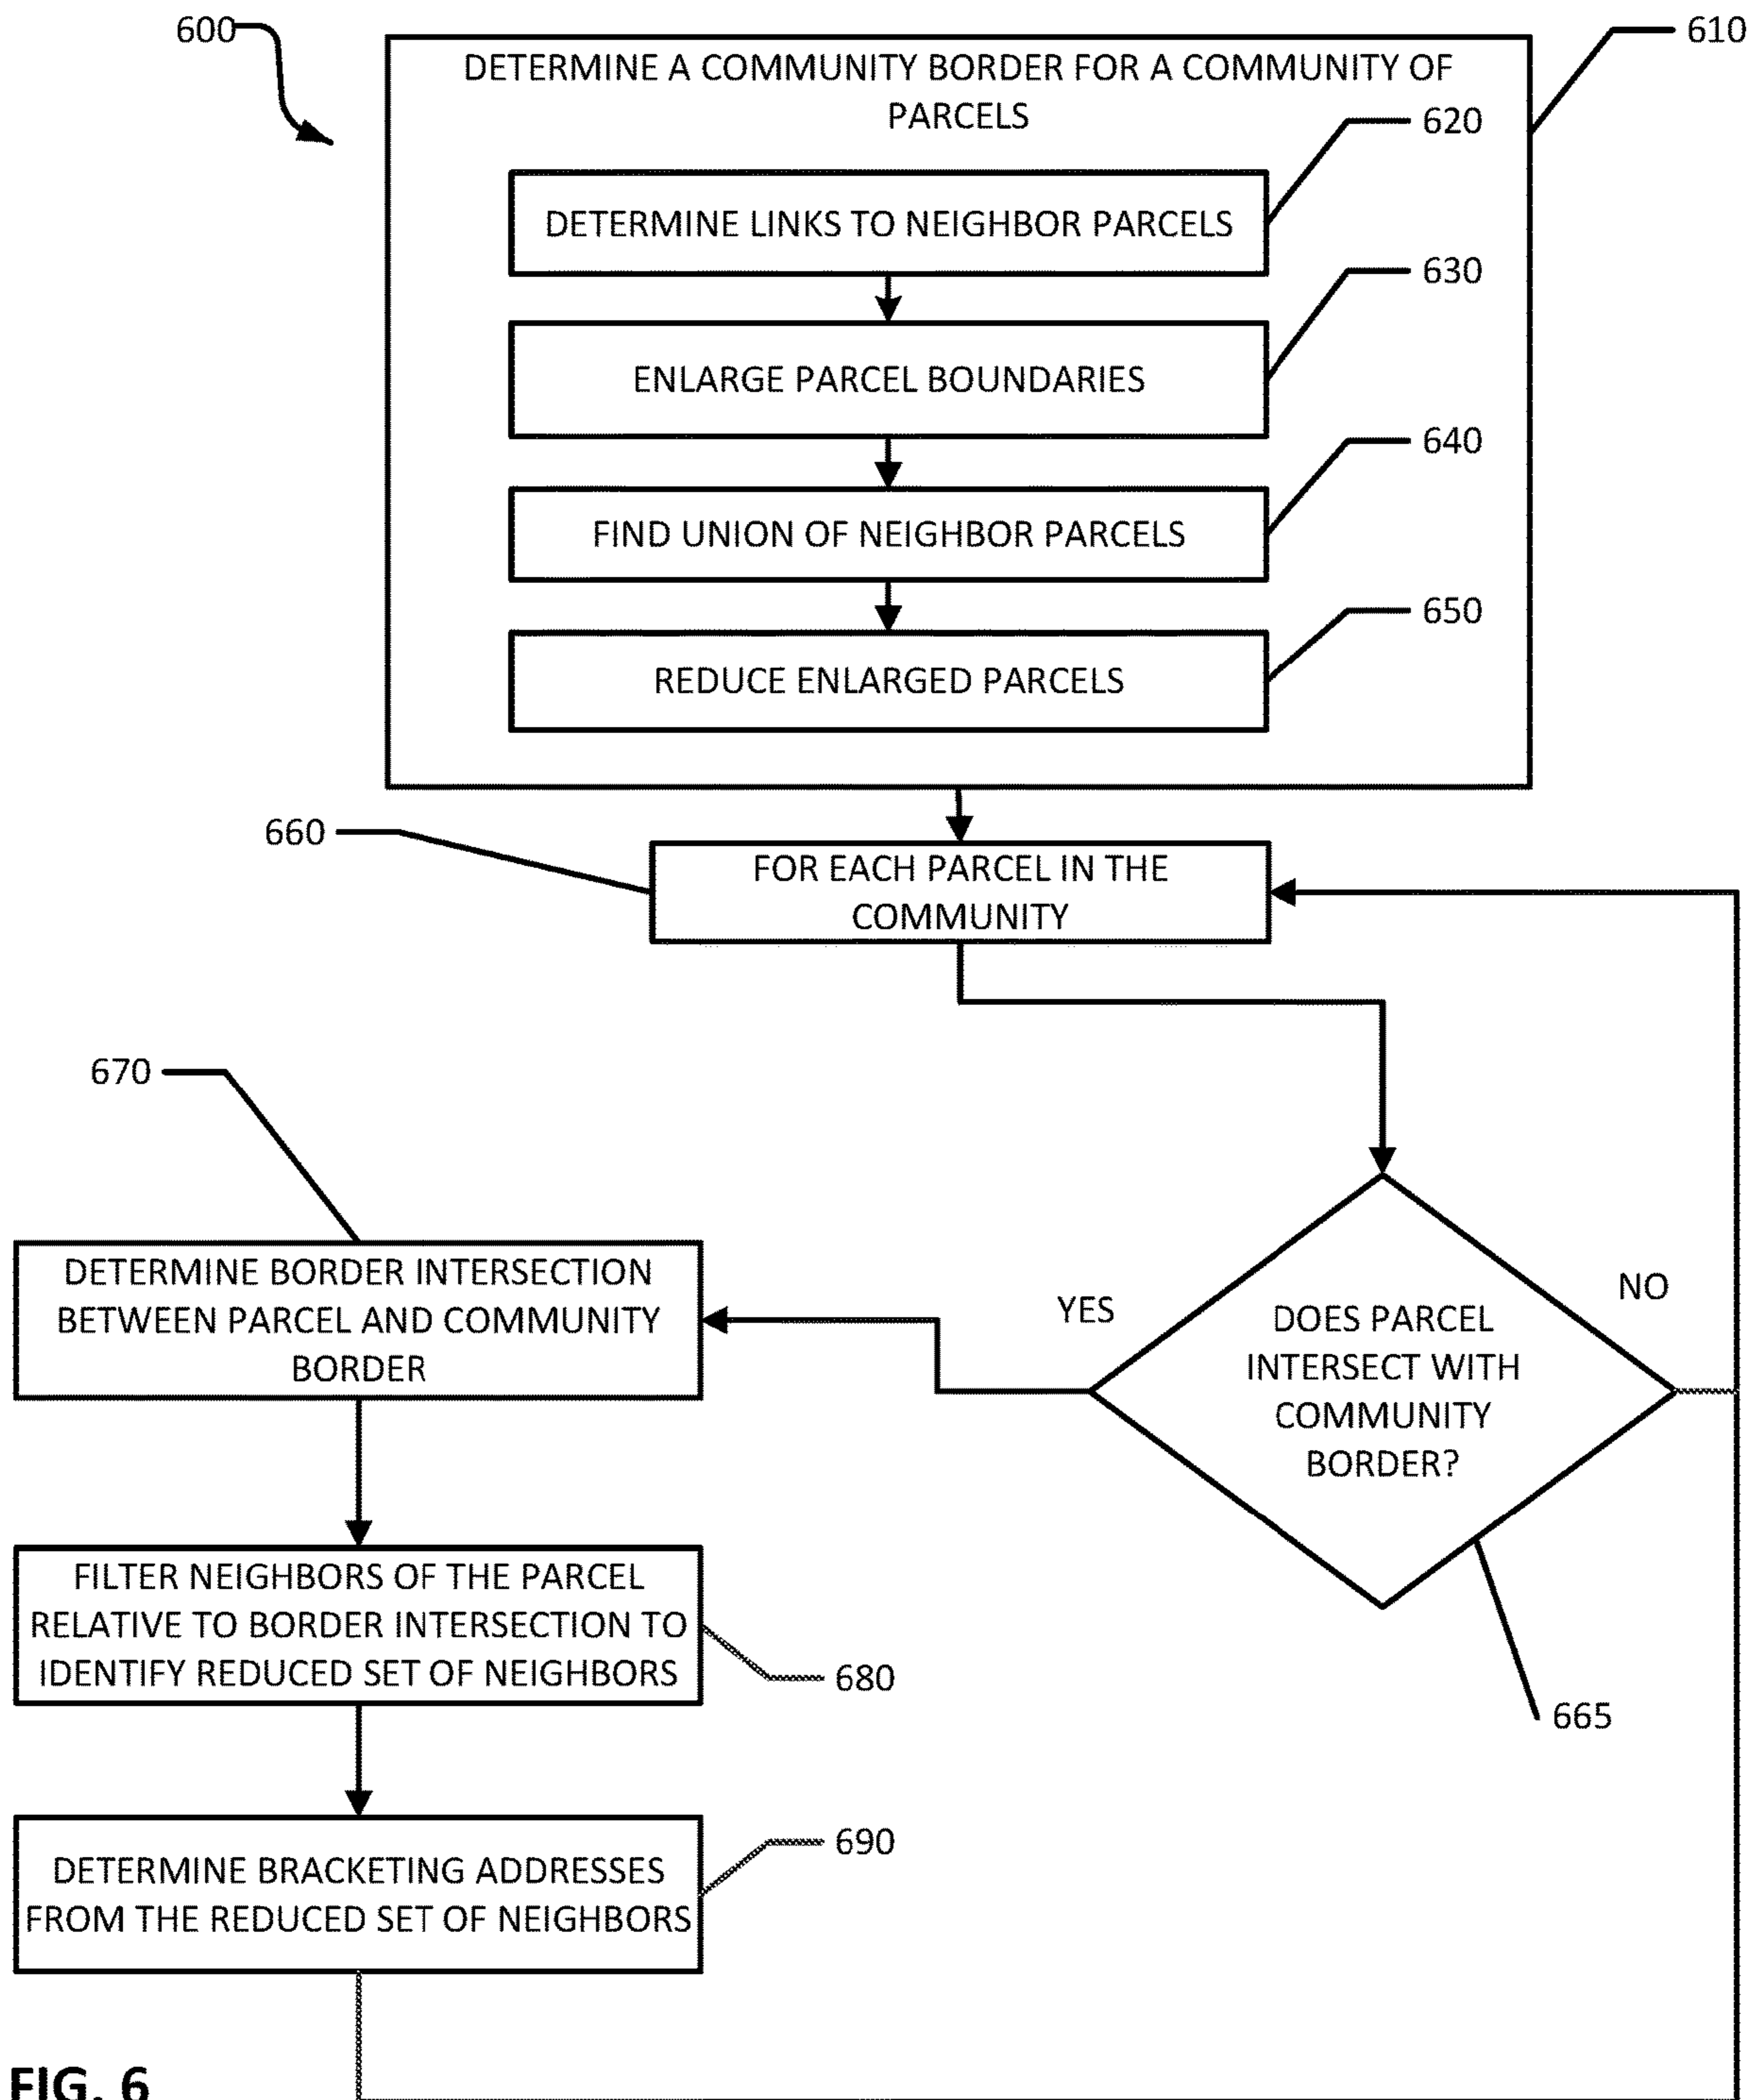 600
610
DETERMINE A COMMUNITY BORDER FOR A COMMUNITY OF
PARCELS
620
DETERMINE LINKS TO NEIGHBOR PARCELS
630
ENLARGE PARCEL BOUNDARIES
640
FIND UNION OF NEIGHBOR PARCELS
650
REDUCE ENLARGED PARCELS
660
FOR EACH PARCEL IN THE
COMMUNITY
670
DETERMINE BORDER INTERSECTION
BETWEEN PARCEL AND COMMUNITY
BORDER
YES
NO
DOES PARCEL
INTERSECT WITH
COMMUNITY
BORDER?
665
FILTER NEIGHBORS OF THE PARCEL
RELATIVE TO BORDER INTERSECTION TO
IDENTIFY REDUCED SET OF NEIGHBORS
680
690
DETERMINE BRACKETING ADDRESSES
FROM THE REDUCED SET OF NEIGHBORS
FIG. 6